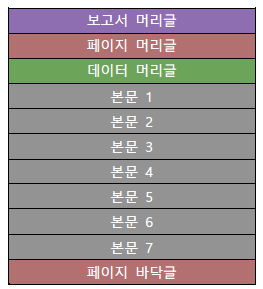 보고서 머리글
페이지 머리글
데이터 머리글
본문 1
본문 2
본문 3
본문 4
본문 5
본문 6
본문 7
페이지 바닥글